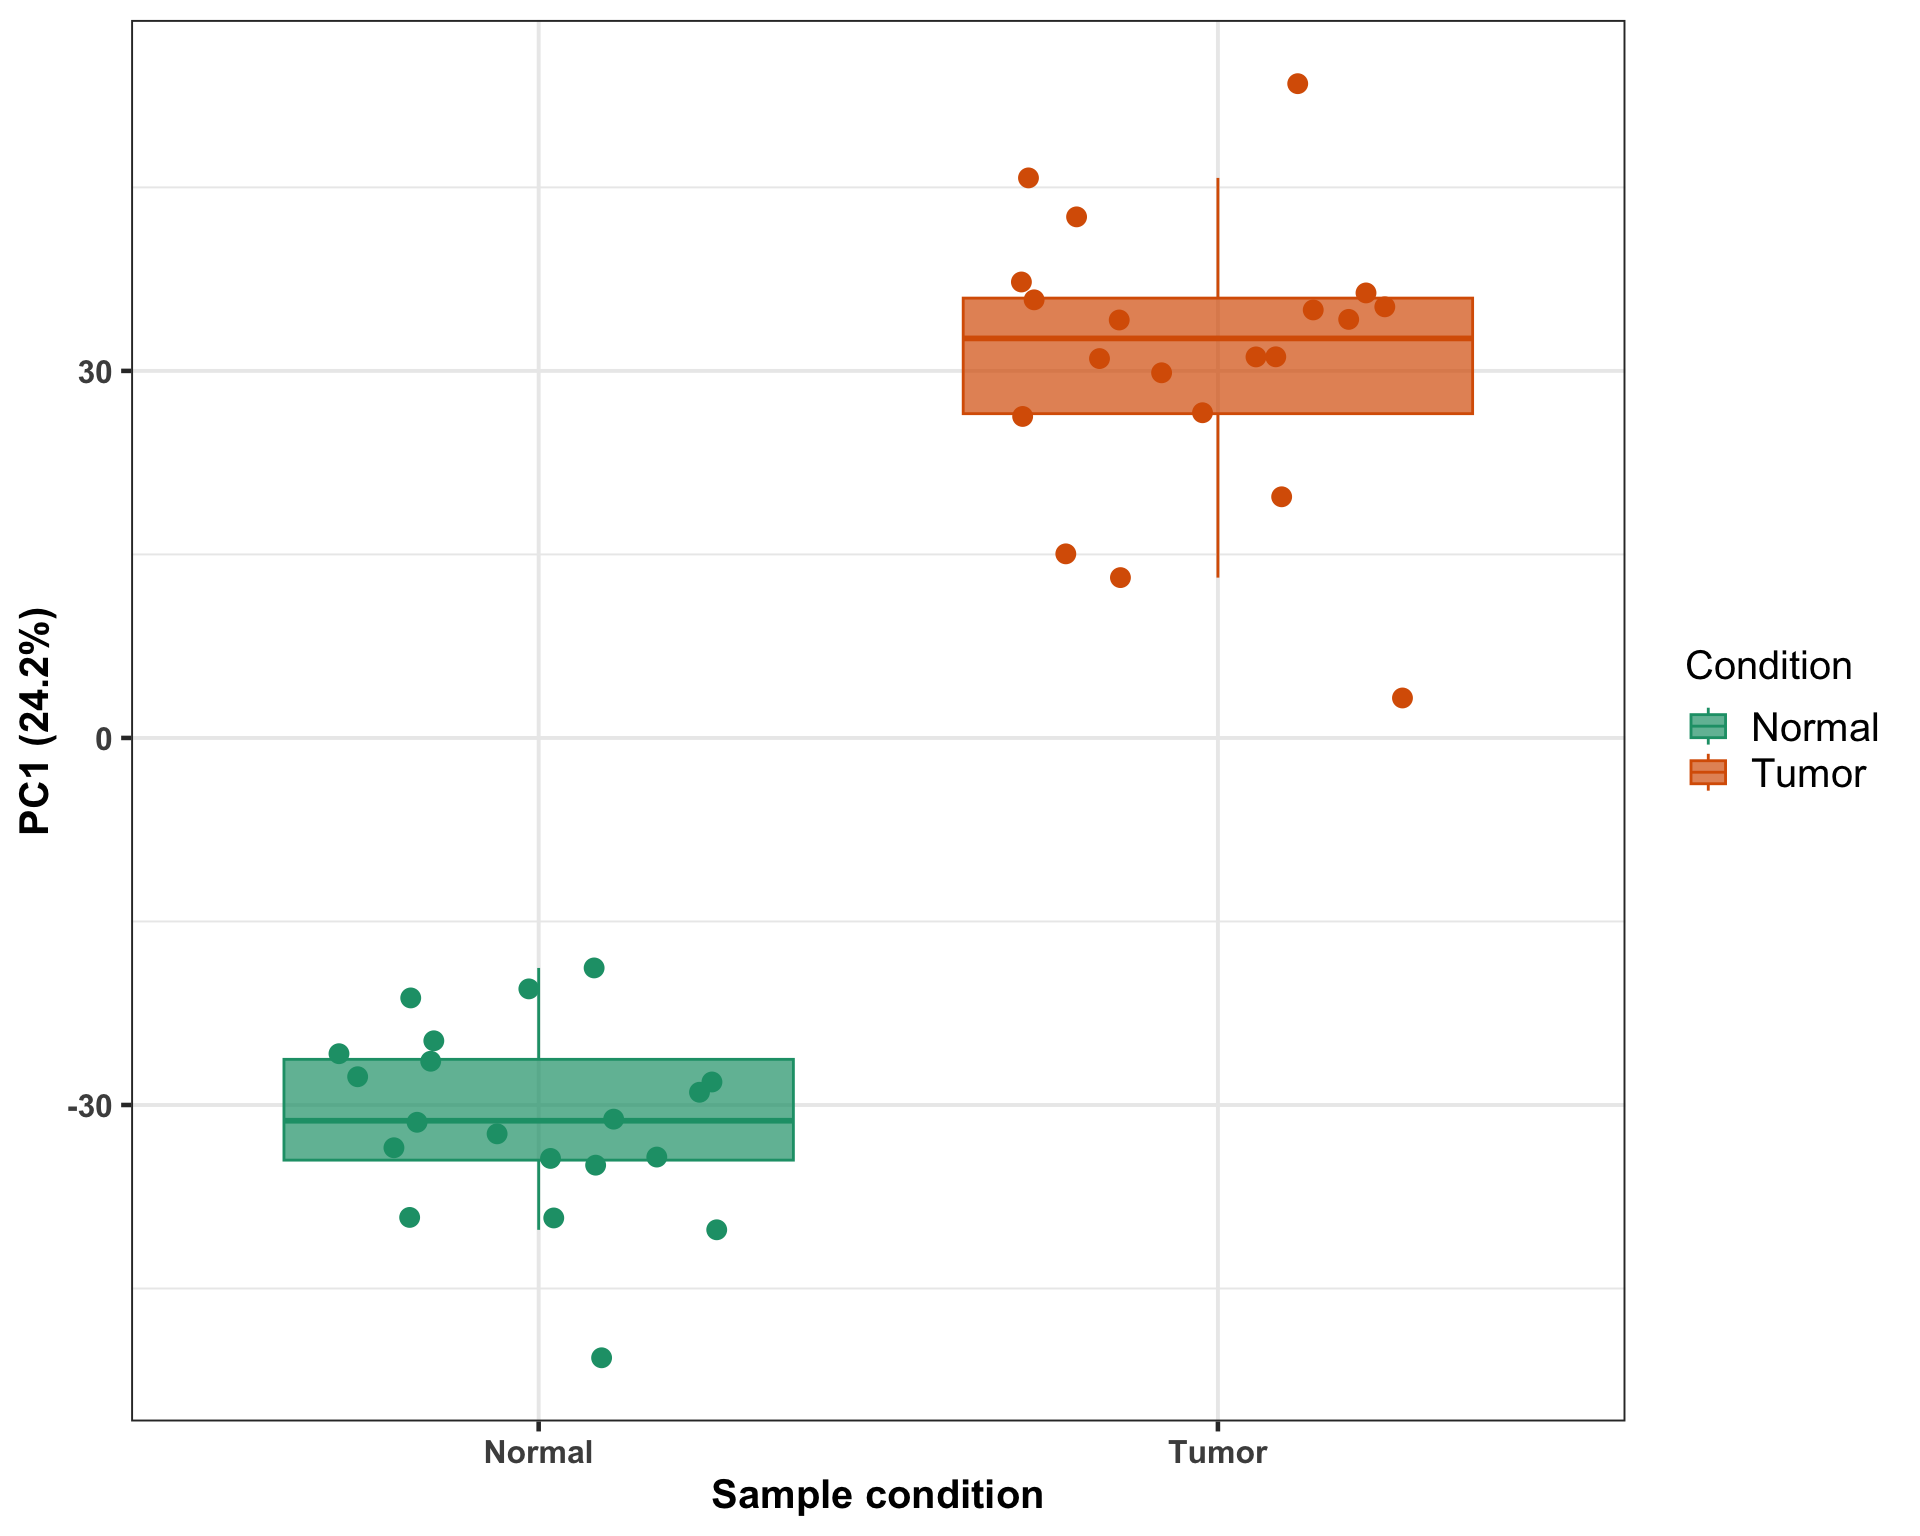 PC1 (24.2%)
30
0
-30
Normal
Tumor
Sample condition
Condition
Normal
Tumor